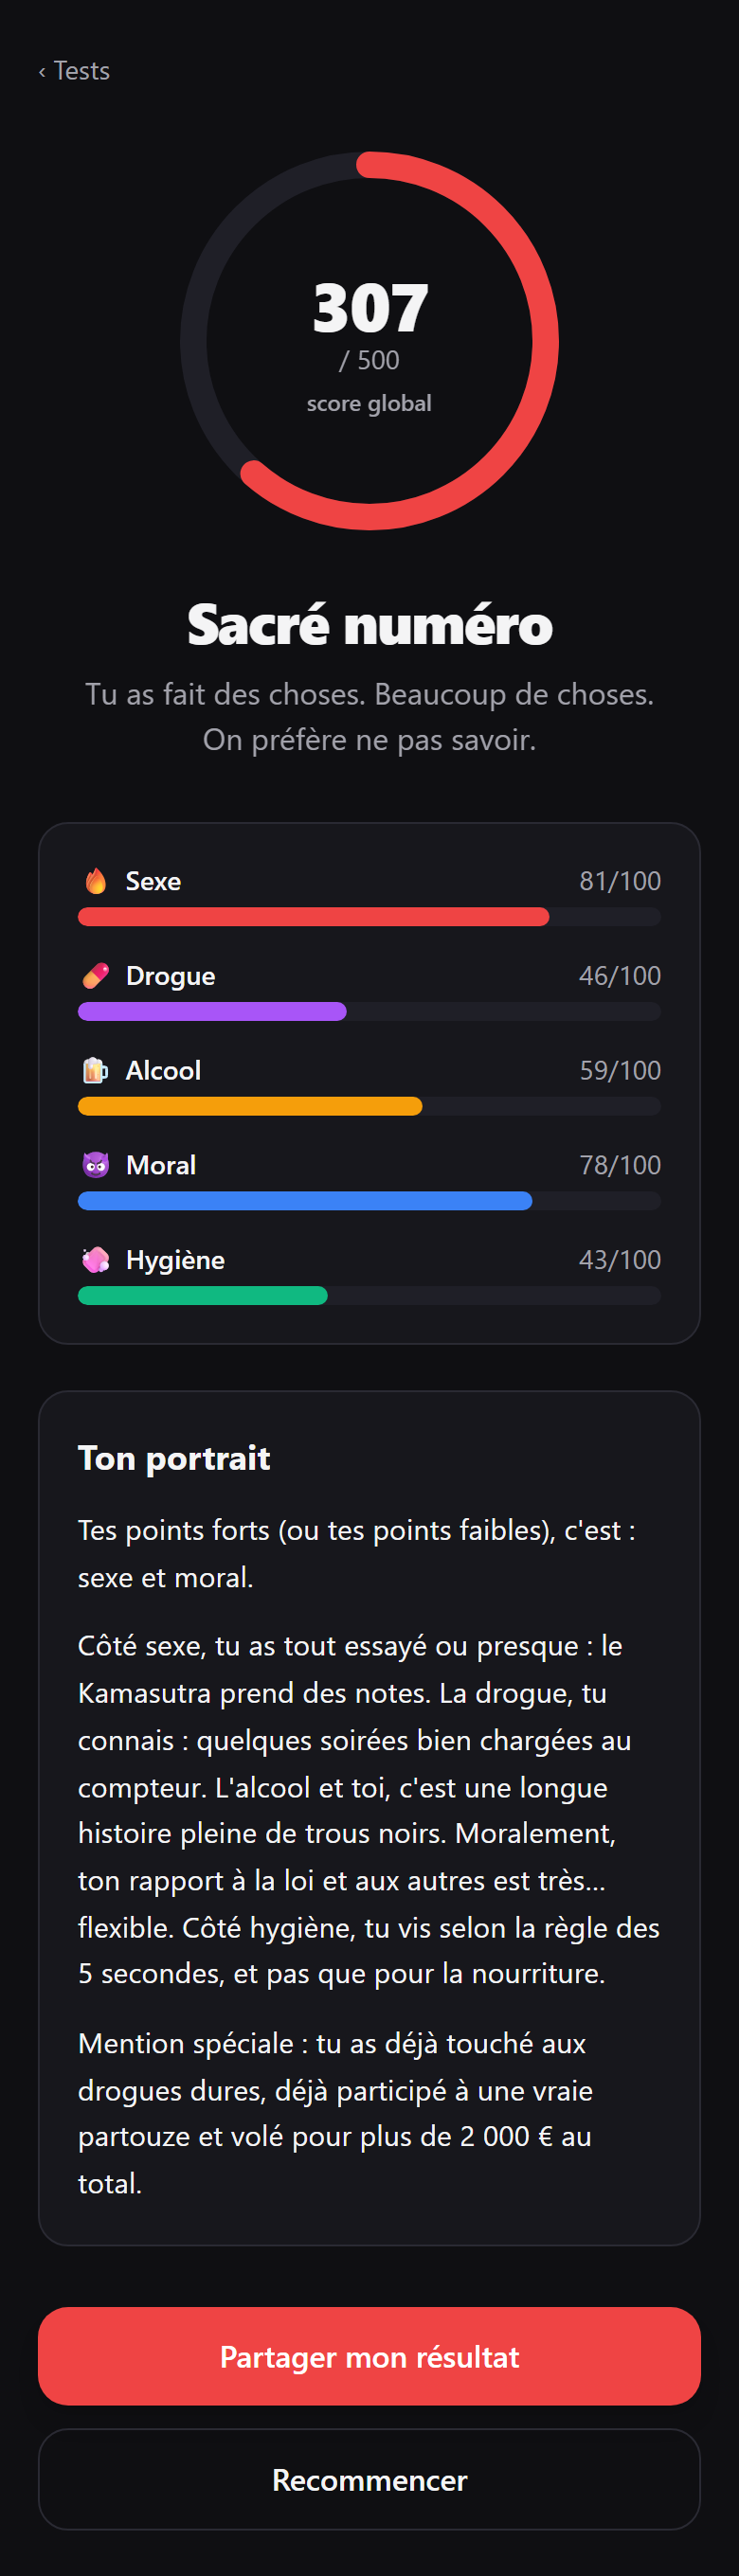 ‹ Tests
307
/ 500
score global
Sacré numéro
Tu as fait des choses. Beaucoup de choses.
On préfère ne pas savoir.
Sexe 81/100
Drogue 46/100
Alcool 59/100
Moral 78/100
Hygiène 43/100
Ton portrait
Tes points forts (ou tes points faibles), c'est :
sexe et moral.
Côté sexe, tu as tout essayé ou presque : le
Kamasutra prend des notes. La drogue, tu
connais : quelques soirées bien chargées au
compteur. L'alcool et toi, c'est une longue
histoire pleine de trous noirs. Moralement,
ton rapport à la loi et aux autres est très…
flexible. Côté hygiène, tu vis selon la règle des
5 secondes, et pas que pour la nourriture.
Mention spéciale : tu as déjà touché aux
drogues dures, déjà participé à une vraie
partouze et volé pour plus de 2 000 € au
total.
Partager mon résultat
Recommencer